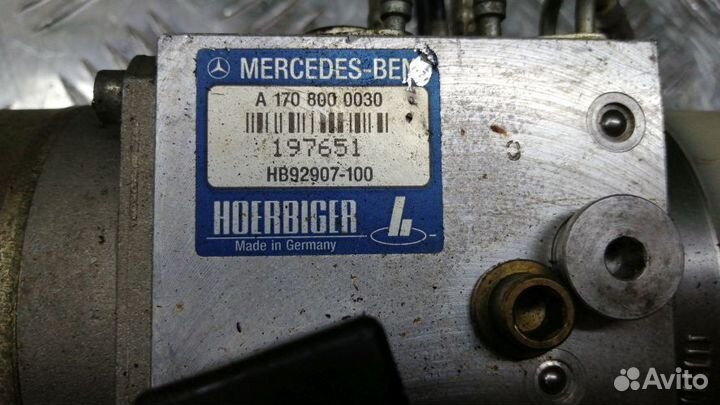 MERCEDES-BEN
A 170 800 0030
197651
HB92907-100
HOERBIGER
Made in Germany
Avito